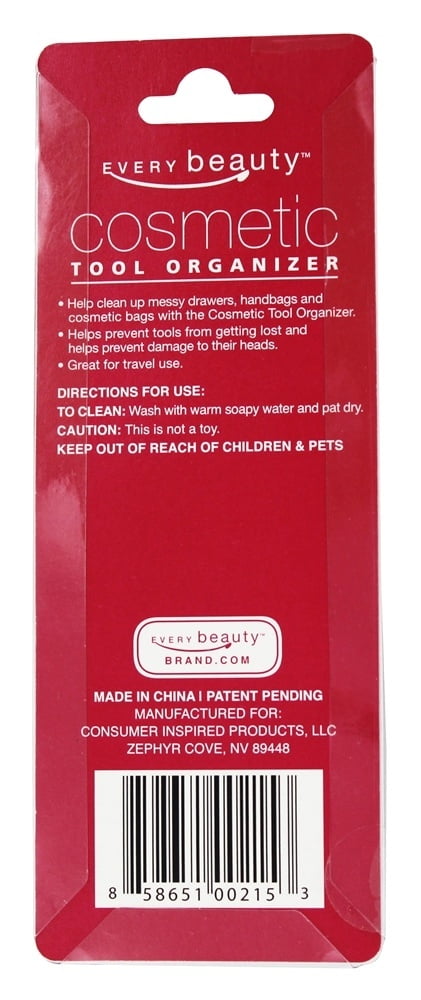 EVERY beauty™
cosmetic
TOOL ORGANIZER
• Help clean up messy drawers, handbags and
cosmetic bags with the Cosmetic Tool Organizer.
• Helps prevent tools from getting lost and
helps prevent damage to their heads.
• Great for travel use.
DIRECTIONS FOR USE:
TO CLEAN: Wash with warm soapy water and pat dry.
CAUTION: This is not a toy.
KEEP OUT OF REACH OF CHILDREN & PETS
EVERY beauty™
BRAND.COM
MADE IN CHINA I PATENT PENDING
MANUFACTURED FOR:
CONSUMER INSPIRED PRODUCTS, LLC
ZEPHYR COVE, NV 89448
8 58651 00215 3